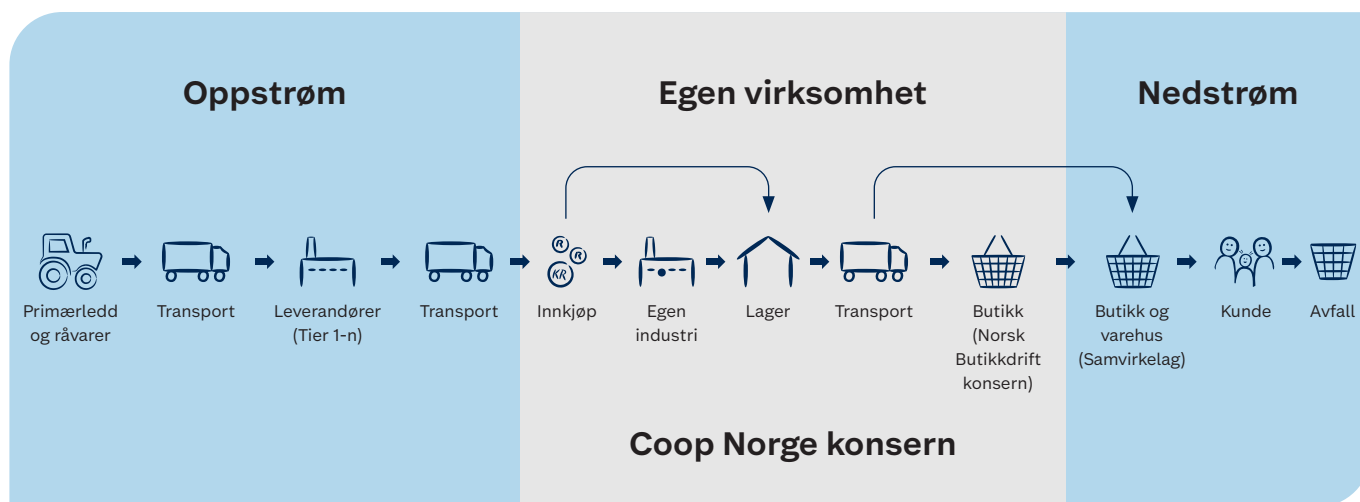 Oppstrøm
Egen virksomhet
Nedstrøm
R
R
KR
Primærledd
og råvarer
Transport
Leverandører
(Tier 1-n)
Transport
Innkjøp
Egen
industri
Lager
Transport
Butikk
(Norsk
Butikkdrift
konsern)
Butikk og
varehus
(Samvirkelag)
Kunde
Avfall
Coop Norge konsern